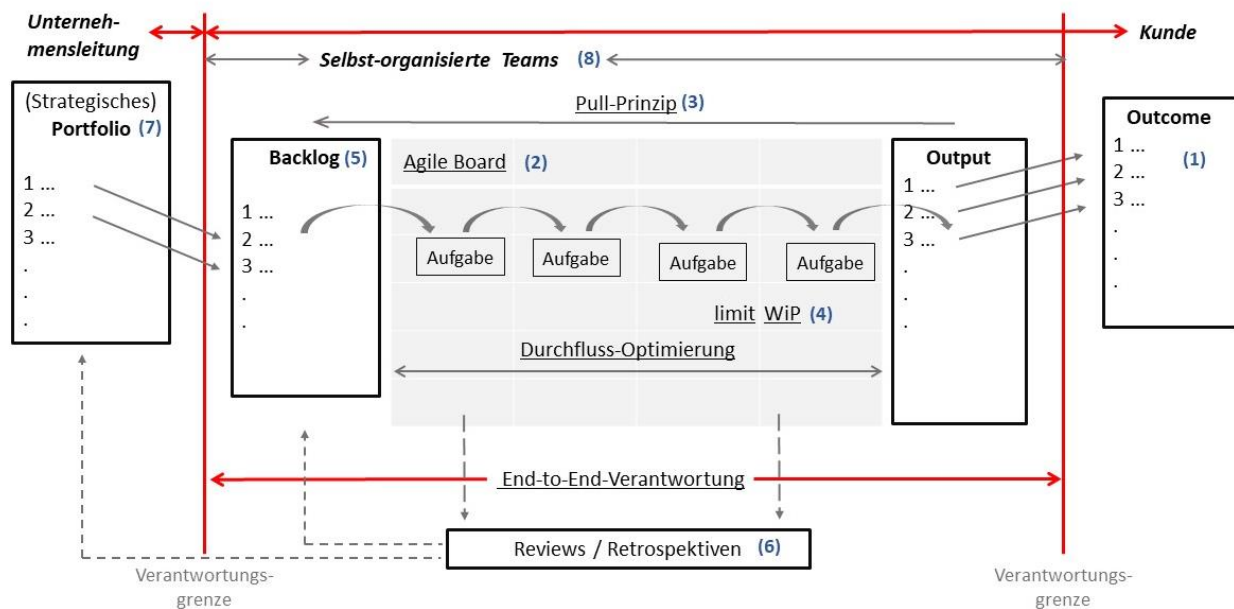 Unterneh-
mensleitung
Kunde
Selbst-organisierte Teams (8)
(Strategisches)
Portfolio (7)
1 ...
2 ...
3 ...
.
.
.
Pull-Prinzip (3)
Backlog (5)
1 ...
2 ...
3 ...
.
.
Agile Board (2)
Aufgabe
Aufgabe
Aufgabe
Aufgabe
limit WiP (4)
Durchfluss-Optimierung
Output
1 ...
2 ...
3 ...
.
.
.
Outcome
(1)
1 ...
2 ...
3 ...
.
.
.
End-to-End-Verantwortung
Reviews / Retrospektiven (6)
Verantwortungs-
grenze
Verantwortungs-
grenze